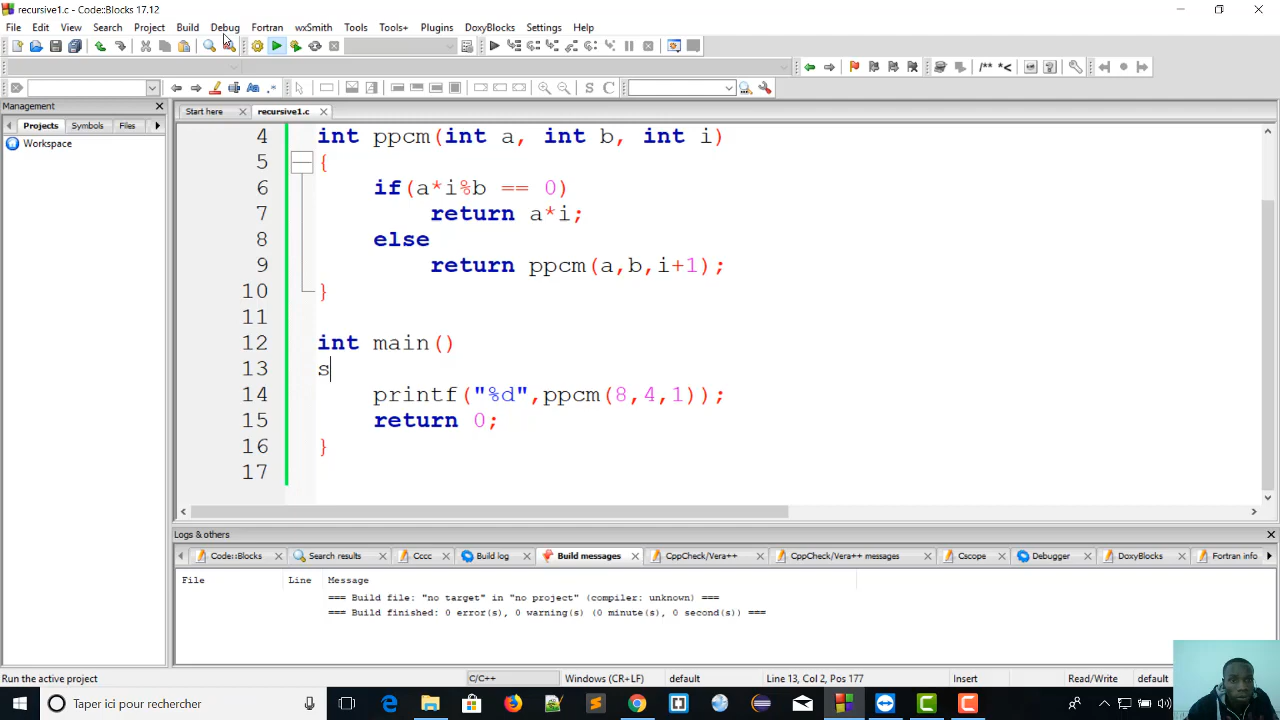 recursive1.c - Code::Blocks 17.12
File Edit View Search Project Build Debug Fortran wxSmith Tools Tools+ Plugins DoxyBlocks Settings Help
/** *<
S C
Management
Projects Symbols Files
Workspace
Start here recursive1.c
4 int ppcm(int a, int b, int i)
5 {
6 if(a*i%b == 0)
7 return a*i;
8 else
9 return ppcm(a,b,i+1);
10 }
11
12 int main()
13 s
14 printf("%d",ppcm(8,4,1));
15 return 0;
16 }
17
Logs & others
Code::Blocks Search results Cccc Build log Build messages CppCheck/Vera++ CppCheck/Vera++ messages Cscope Debugger DoxyBlocks Fortran info
File Line Message
=== Build file: "no target" in "no project" (compiler: unknown) ===
=== Build finished: 0 error(s), 0 warning(s) (0 minute(s), 0 second(s)) ===
Run the active project C/C++ Windows (CR+LF) default Line 13, Col 2, Pos 177 Insert Read/Write default
Taper ici pour rechercher